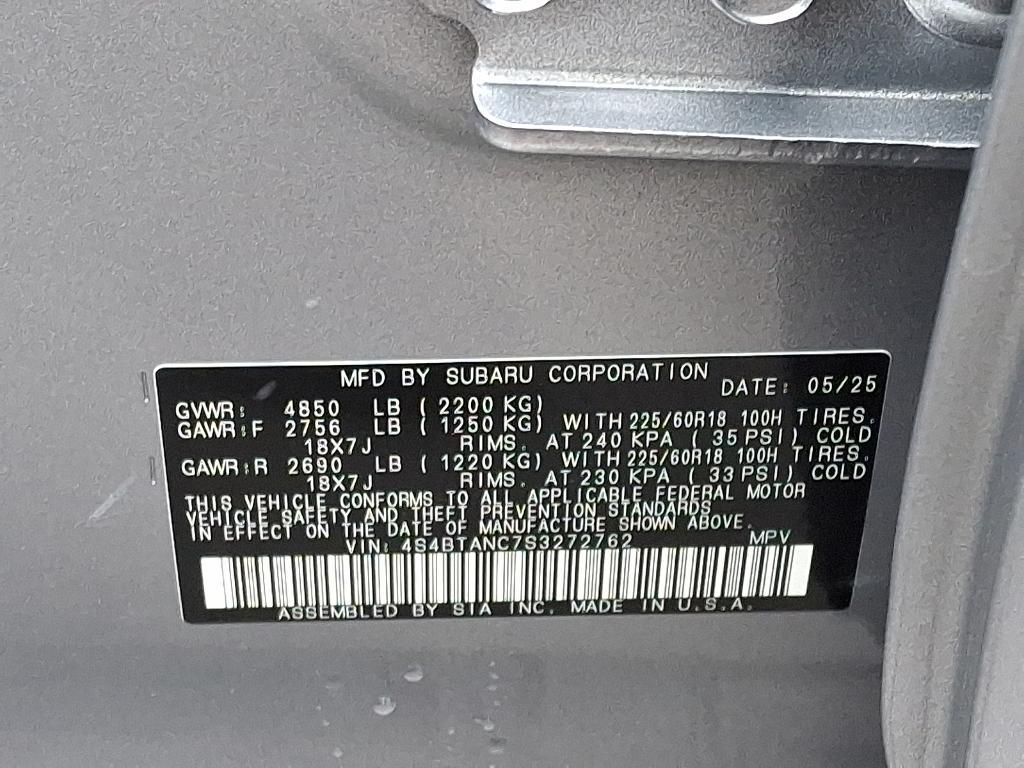 MFD BY SUBARU CORPORATION DATE: 05/25
GVWR: 4850 LB ( 2200 KG)
GAWR:F 2756 LB ( 1250 KG) WITH 225/60R18 100H TIRES.
18X7J RIMS. AT 240 KPA ( 35 PSI) COLD
GAWR:R 2690 LB ( 1220 KG) WITH 225/60R18 100H TIRES.
18X7J RIMS. AT 230 KPA ( 33 PSI) COLD
THIS VEHICLE CONFORMS TO ALL APPLICABLE FEDERAL MOTOR
VEHICLE SAFETY AND THEFT PREVENTION STANDARDS
IN EFFECT ON THE DATE OF MANUFACTURE SHOWN ABOVE.
VIN: 4S4BTANC7S3272762 MPV
ASSEMBLED BY SIA INC. MADE IN U.S.A.